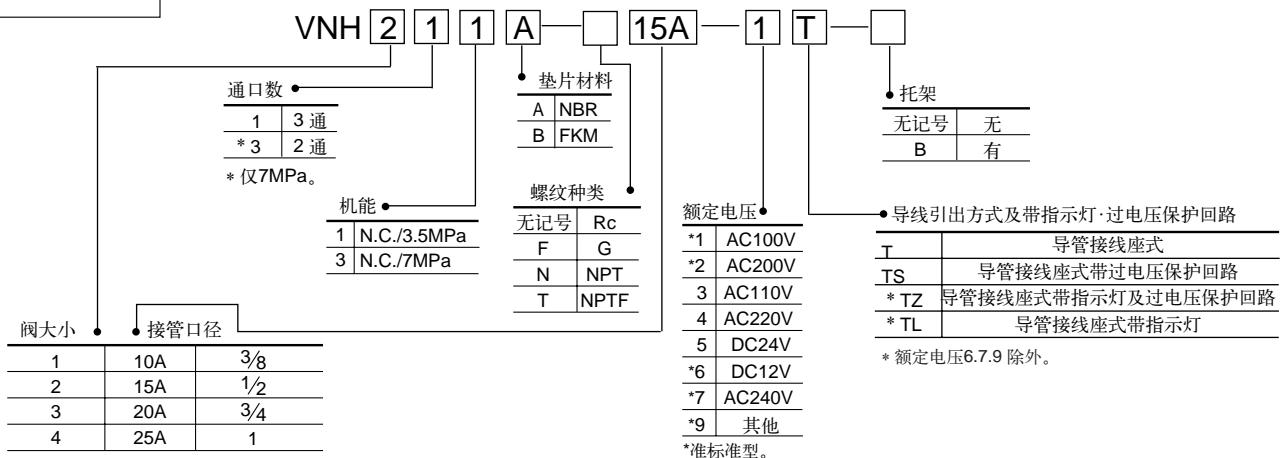 VNH 2 1 1 A — □ 15A — 1 T — □
通口数
1 3 通
* 3 2 通
* 仅7MPa。
机能
1 N.C./3.5MPa
3 N.C./7MPa
阀大小 接管口径
1 10A 3/8
2 15A 1/2
3 20A 3/4
4 25A 1
垫片材料
A NBR
B FKM
螺纹种类
无记号 Rc
F G
N NPT
T NPTF
额定电压
*1 AC100V
*2 AC200V
3 AC110V
4 AC220V
5 DC24V
*6 DC12V
*7 AC240V
*9 其他
*准标准型。
托架
无记号 无
B 有
导线引出方式及带指示灯·过电压保护回路
T 导管接线座式
TS 导管接线座式带过电压保护回路
* TZ 导管接线座式带指示灯及过电压保护回路
* TL 导管接线座式带指示灯
* 额定电压6.7.9 除外。